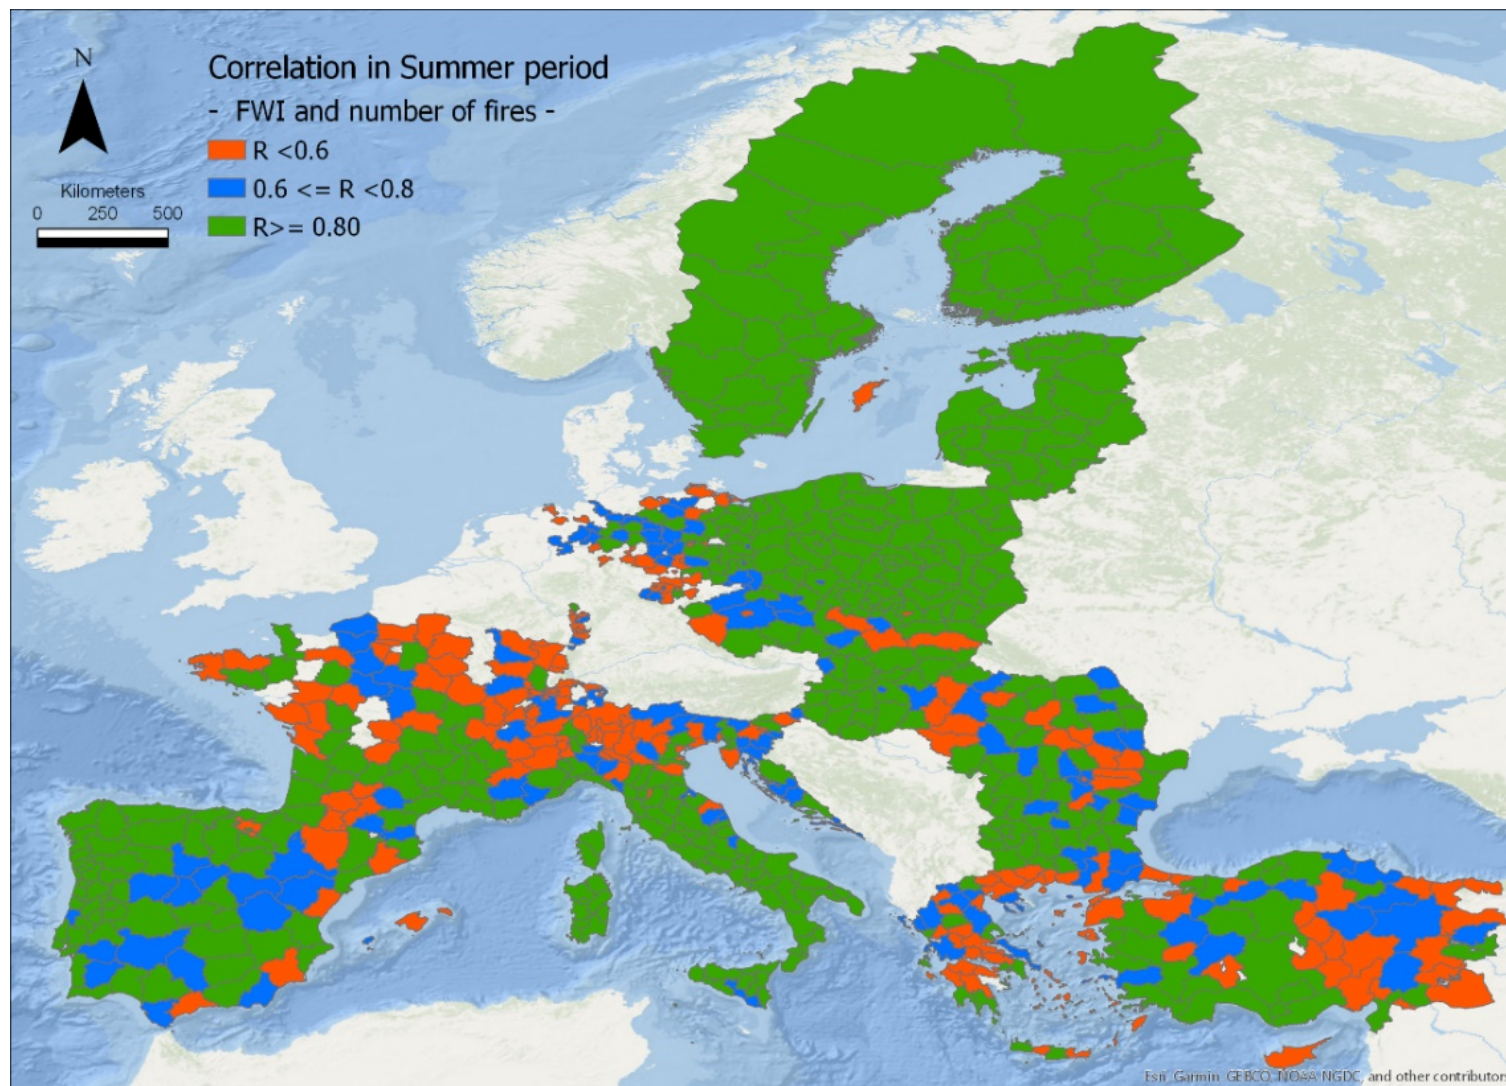 N
Kilometers
0 250 500
Correlation in Summer period
- FWI and number of fires -
R <0.6
0.6 <= R <0.8
R>= 0.80
Esri, Garmin, GEBCO, NOAA NGDC, and other contributors